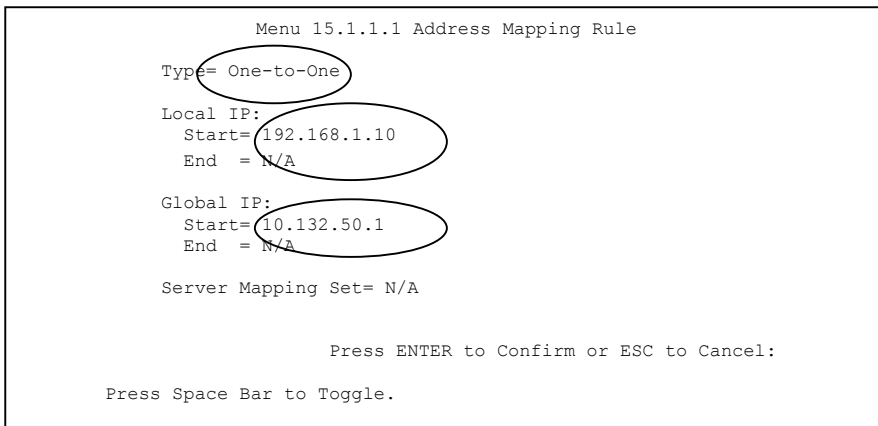 Menu 15.1.1.1 Address Mapping Rule
Type= One-to-One
Local IP:
Start= 192.168.1.10
End = N/A
Global IP:
Start= 10.132.50.1
End = N/A
Server Mapping Set= N/A
Press ENTER to Confirm or ESC to Cancel:
Press Space Bar to Toggle.